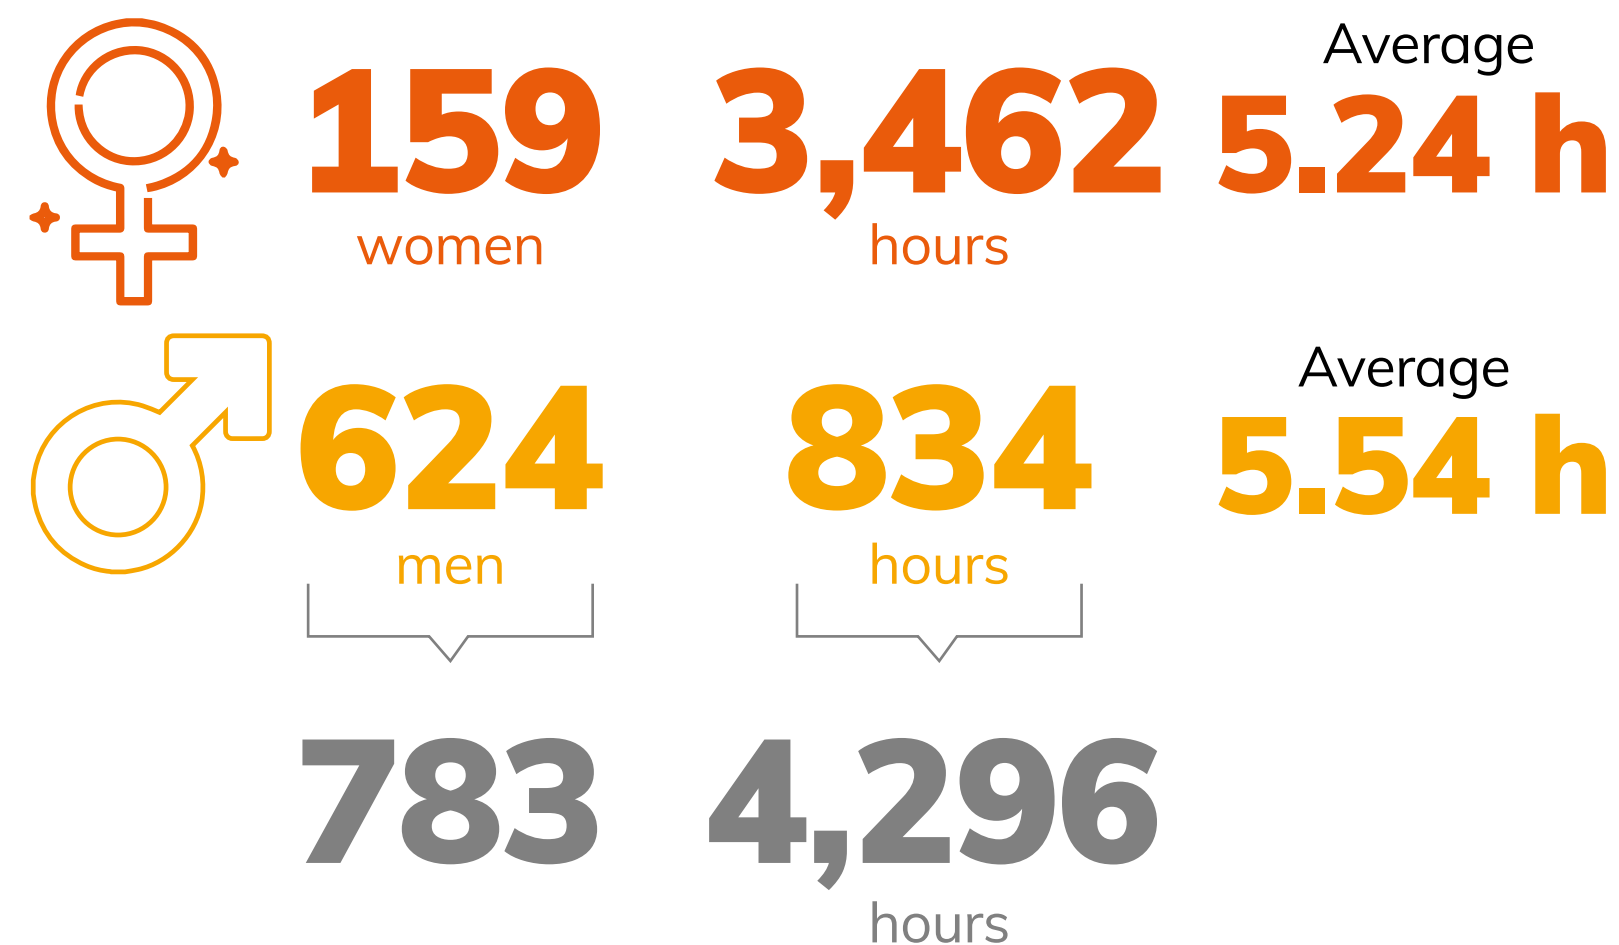 159
women
3,462
hours
Average
5.24 h
624
men
834
hours
Average
5.54 h
783
4,296
hours